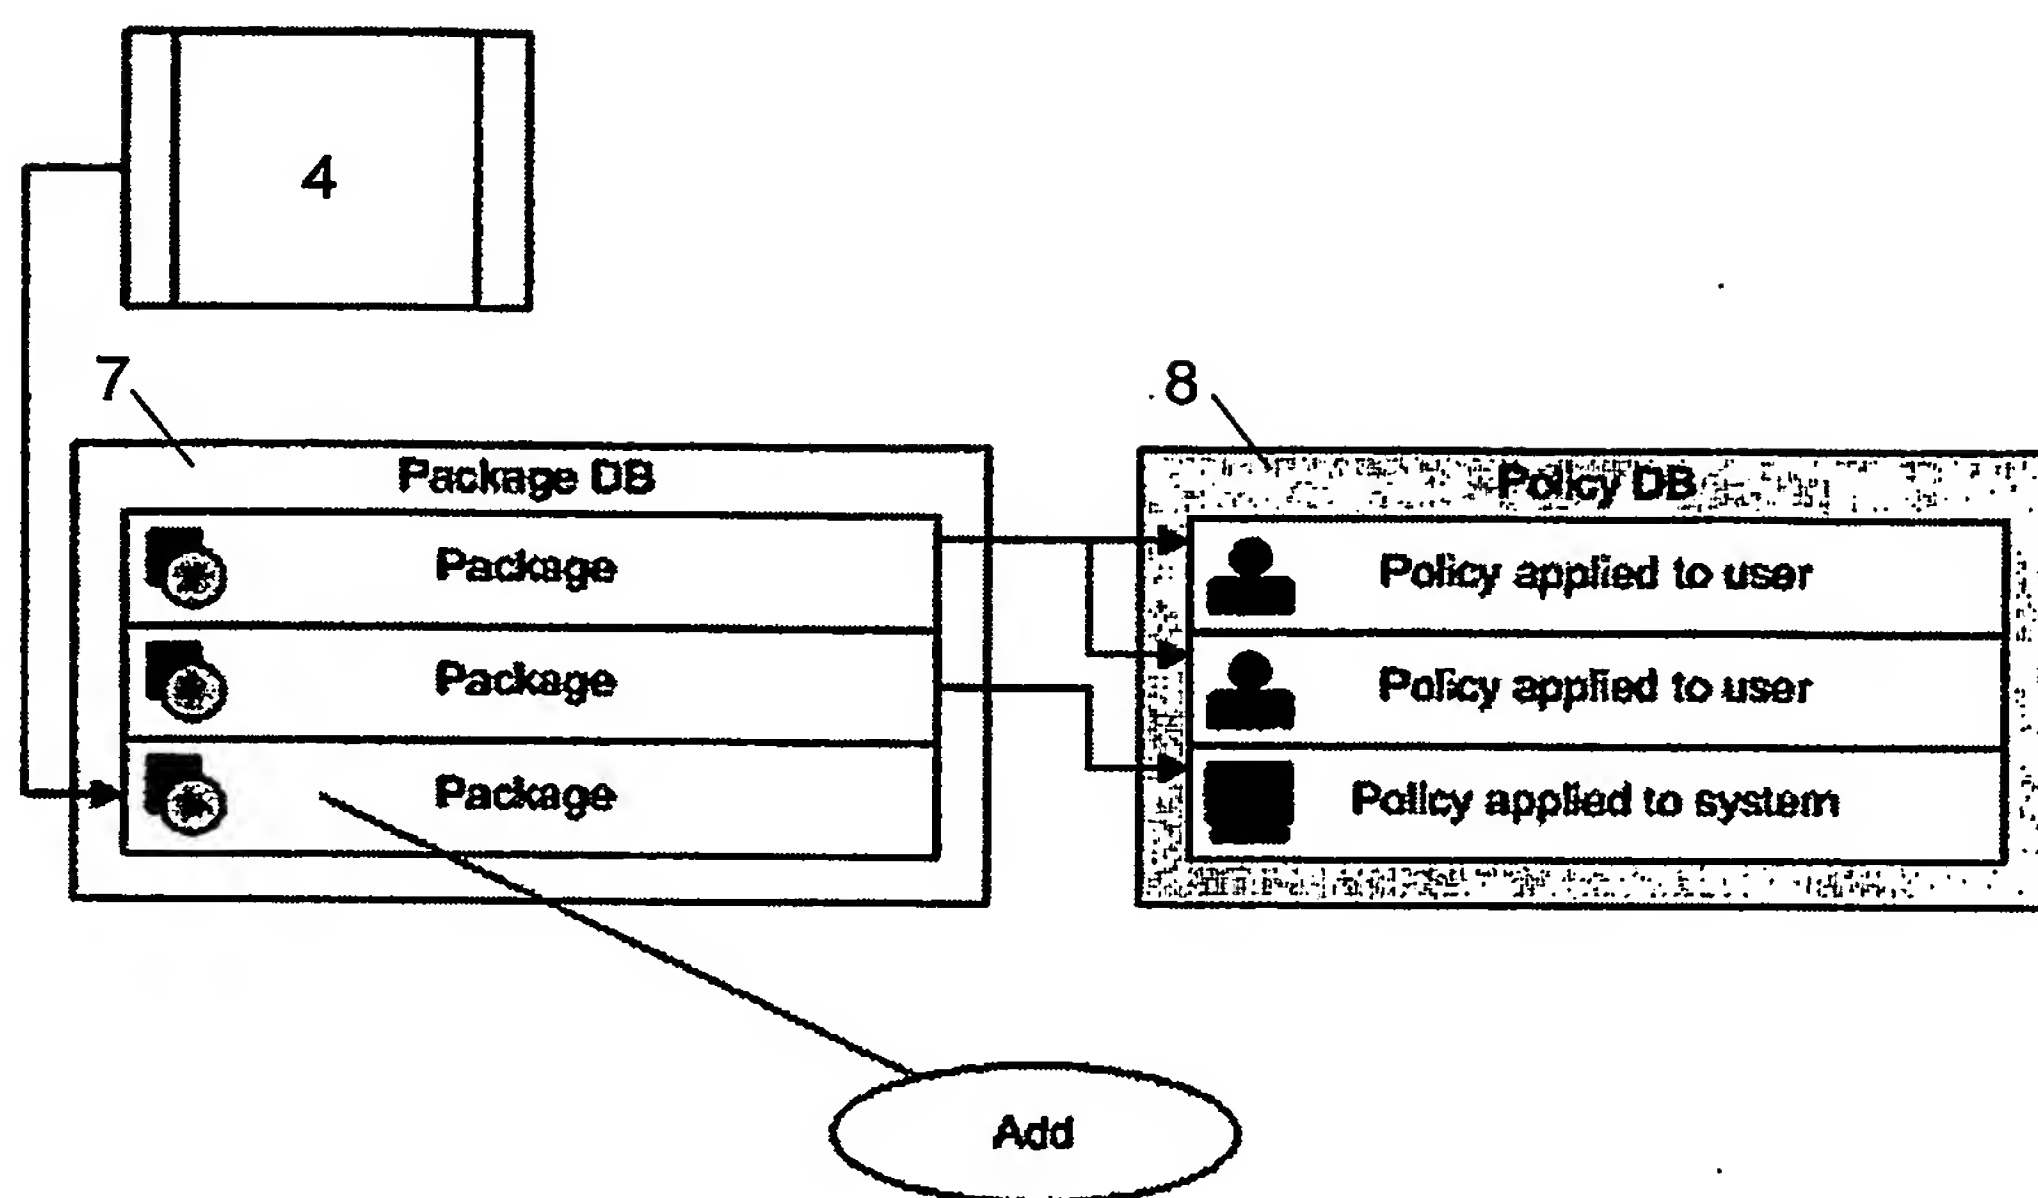 4
7
8
Package DB
Package
Package
Package
Policy DB
Policy applied to user
Policy applied to user
Policy applied to system
Add